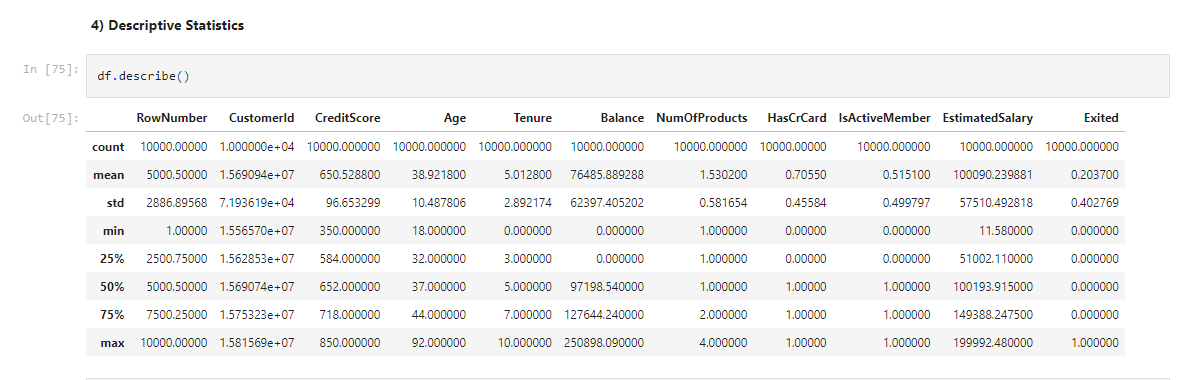 4) Descriptive Statistics
In [75]: df.describe()
Out[75]: RowNumber CustomerId CreditScore Age Tenure Balance NumOfProducts HasCrCard IsActiveMember EstimatedSalary Exited
count 10000.00000 1.000000e+04 10000.000000 10000.000000 10000.000000 10000.000000 10000.000000 10000.00000 10000.000000 10000.000000 10000.000000
mean 5000.50000 1.569094e+07 650.528800 38.921800 5.012800 76485.889288 1.530200 0.70550 0.515100 100090.239881 0.203700
std 2886.89568 7.193619e+04 96.653299 10.487806 2.892174 62397.405202 0.581654 0.45584 0.499797 57510.492818 0.402769
min 1.00000 1.556570e+07 350.000000 18.000000 0.000000 0.000000 1.000000 0.00000 0.000000 11.580000 0.000000
25% 2500.75000 1.562853e+07 584.000000 32.000000 3.000000 0.000000 1.000000 0.00000 0.000000 51002.110000 0.000000
50% 5000.50000 1.569074e+07 652.000000 37.000000 5.000000 97198.540000 1.000000 1.00000 1.000000 100193.915000 0.000000
75% 7500.25000 1.575323e+07 718.000000 44.000000 7.000000 127644.240000 2.000000 1.00000 1.000000 149388.247500 0.000000
max 10000.00000 1.581569e+07 850.000000 92.000000 10.000000 250898.090000 4.000000 1.00000 1.000000 199992.480000 1.000000